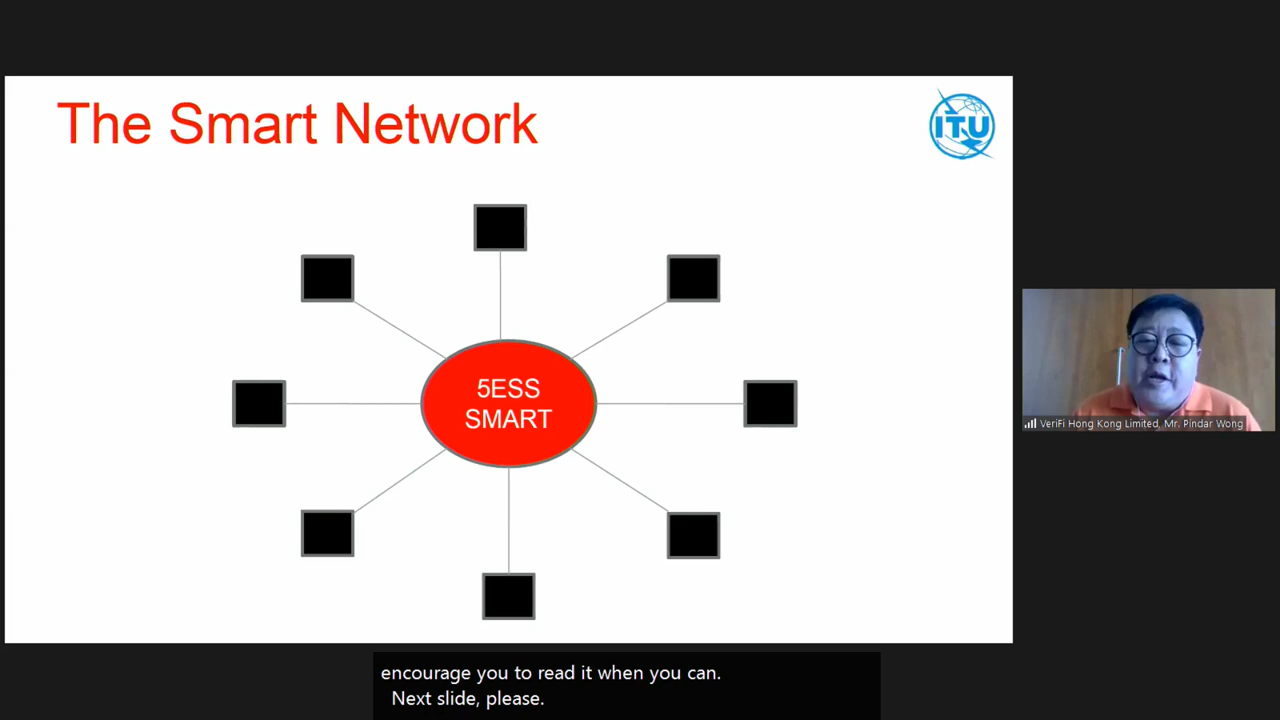 The Smart Network
ITU
5ESS
SMART
VeriFi Hong Kong Limited, Mr. Pindar Wong
encourage you to read it when you can.
Next slide, please.